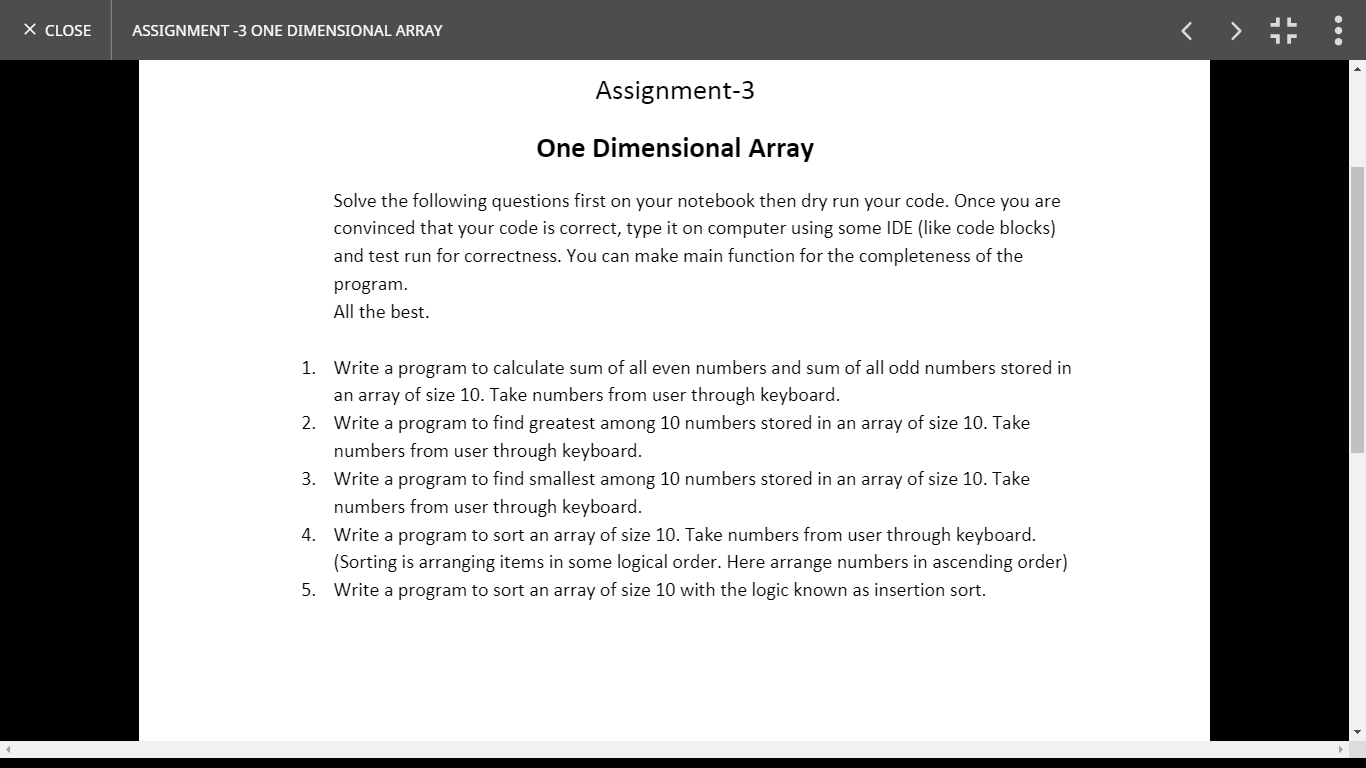 × CLOSE
ASSIGNMENT -3 ONE DIMENSIONAL ARRAY
Assignment-3
One Dimensional Array
Solve the following questions first on your notebook then dry run your code. Once you are
convinced that your code is correct, type it on computer using some IDE (like code blocks)
and test run for correctness. You can make main function for the completeness of the
program.
All the best.
1. Write a program to calculate sum of all even numbers and sum of all odd numbers stored in
an array of size 10. Take numbers from user through keyboard.
2. Write a program to find greatest among 10 numbers stored in an array of size 10. Take
numbers from user through keyboard.
3. Write a program to find smallest among 10 numbers stored in an array of size 10. Take
numbers from user through keyboard.
4. Write a program to sort an array of size 10. Take numbers from user through keyboard.
(Sorting is arranging items in some logical order. Here arrange numbers in ascending order)
5. Write a program to sort an array of size 10 with the logic known as insertion sort.